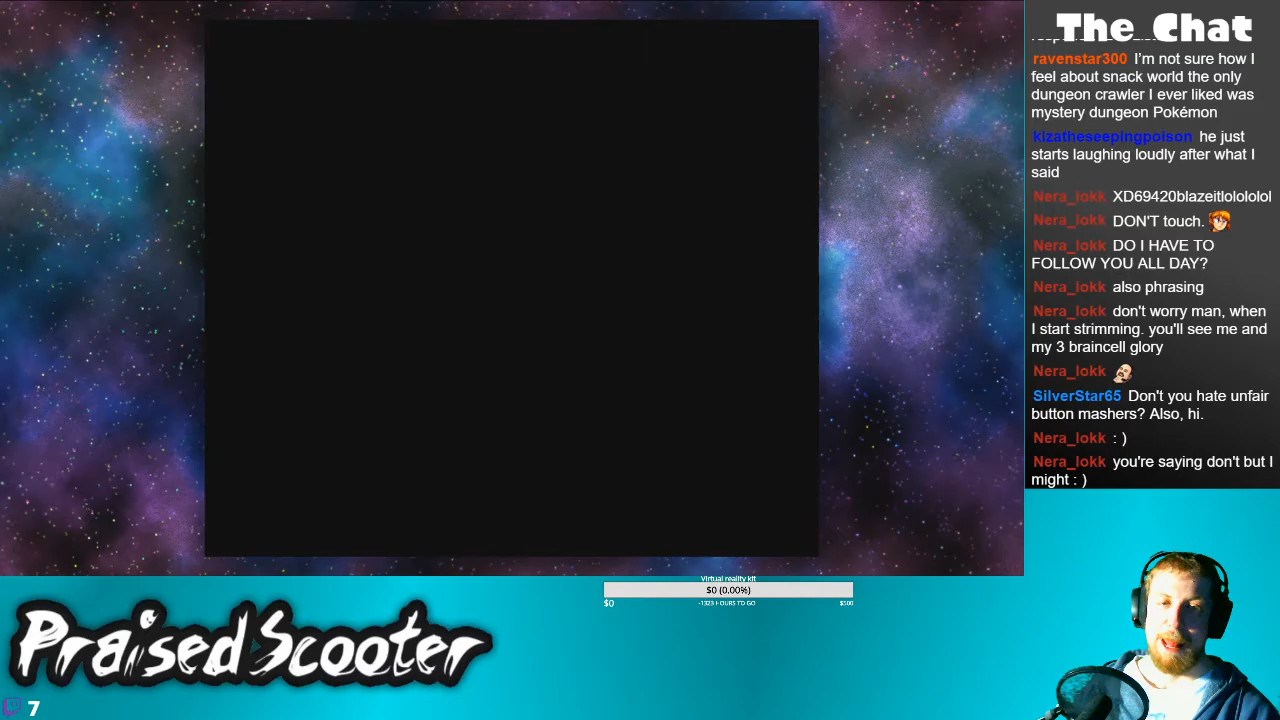 The Chat
ravenstar300 I'm not sure how I
feel about snack world the only
dungeon crawler I ever liked was
mystery dungeon Pokémon
kizatheseepingpoison he just
starts laughing loudly after what I
said
Nera_lokk XD69420blazeitlolololol
Nera_lokk DON'T touch.
Nera_lokk DO I HAVE TO
FOLLOW YOU ALL DAY?
Nera_lokk also phrasing
Nera_lokk don't worry man, when
I start strimming. you'll see me and
my 3 braincell glory
Nera_lokk
SilverStar65 Don't you hate unfair
button mashers? Also, hi.
Nera_lokk : )
Nera_lokk you're saying don't but I
might : )
Virtual reality kit
$0 (0.00%)
$0 -1323 HOURS TO GO $500
PraisedScooter
7